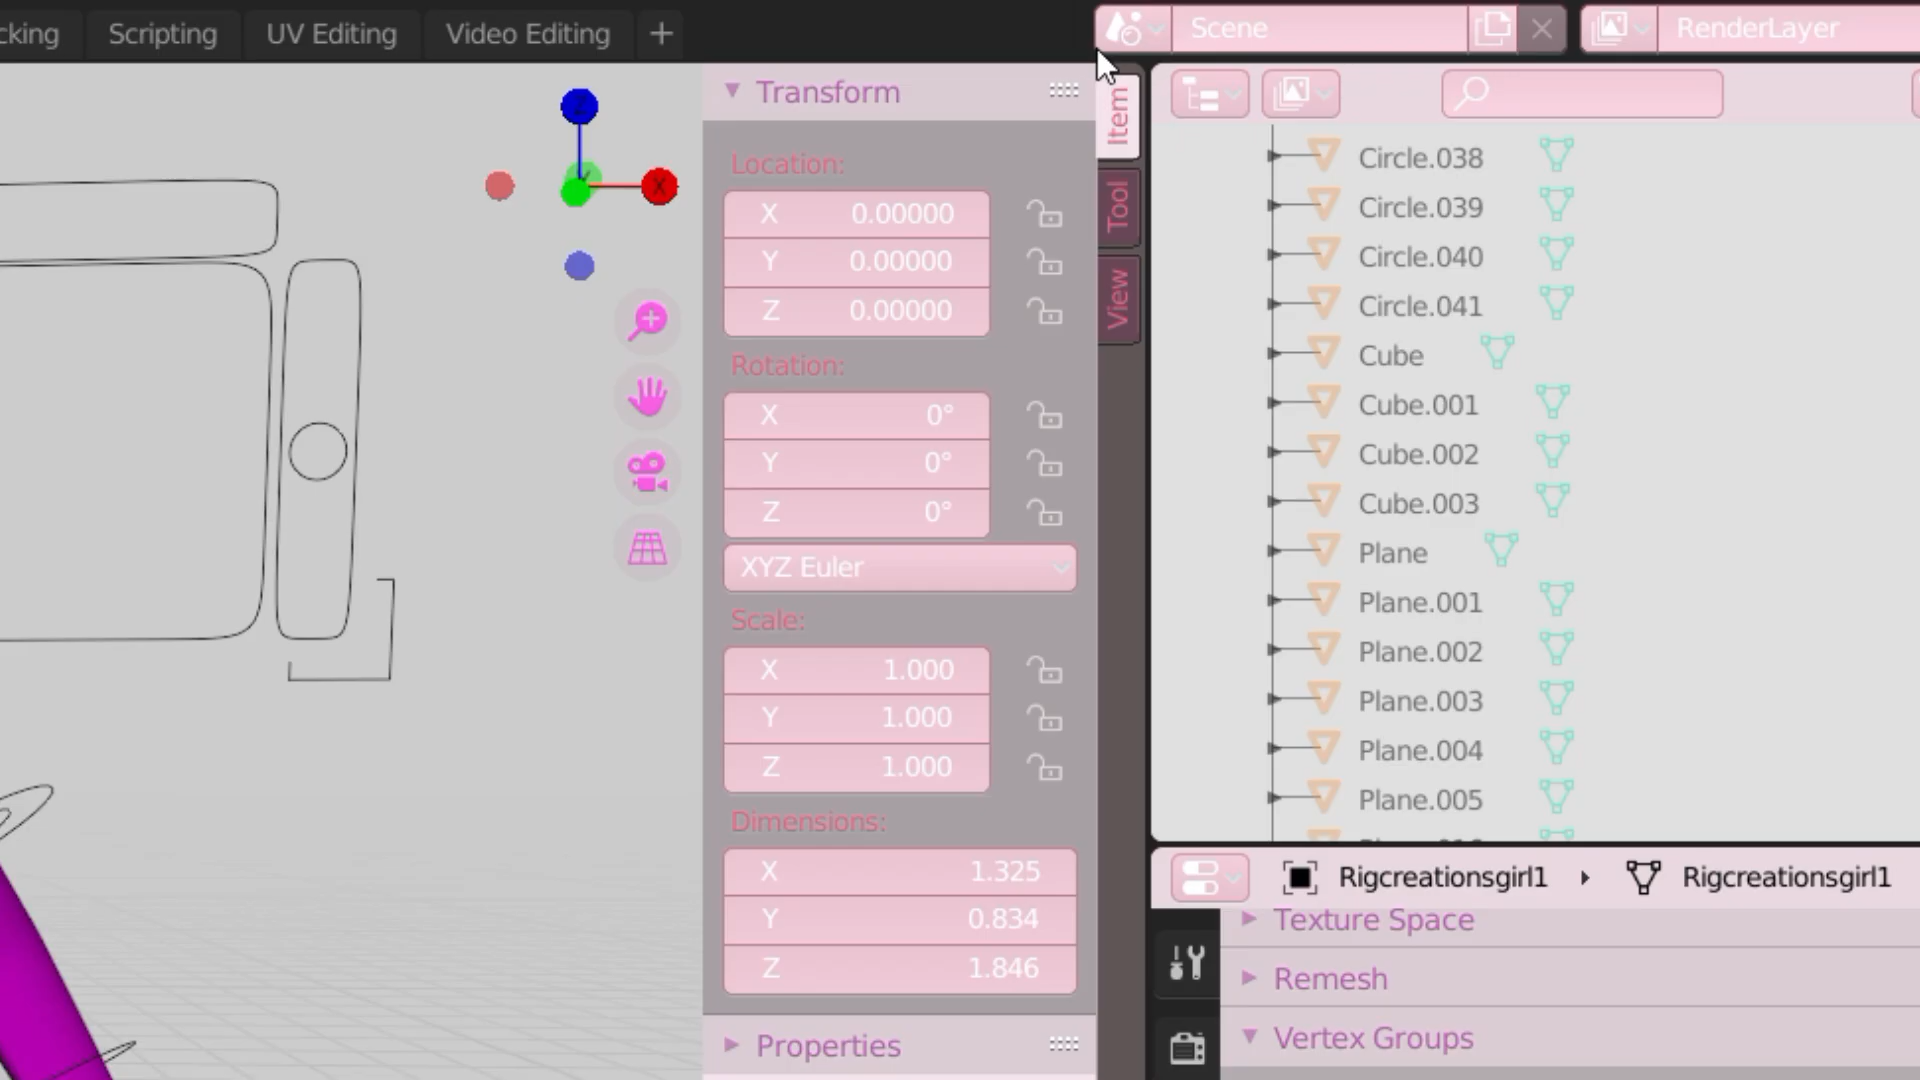 cking
Scripting
UV Editing
Video Editing
+
Scene
RenderLayer
Transform
Location:
X 0.00000
Y 0.00000
Z 0.00000
Rotation:
X 0°
Y 0°
Z 0°
XYZ Euler
Scale:
X 1.000
Y 1.000
Z 1.000
Dimensions:
X 1.325
Y 0.834
Z 1.846
Properties
X
Item
Tool
View
Circle.038
Circle.039
Circle.040
Circle.041
Cube
Cube.001
Cube.002
Cube.003
Plane
Plane.001
Plane.002
Plane.003
Plane.004
Plane.005
Rigcreationsgirl1
Rigcreationsgirl1
Texture Space
Remesh
Vertex Groups